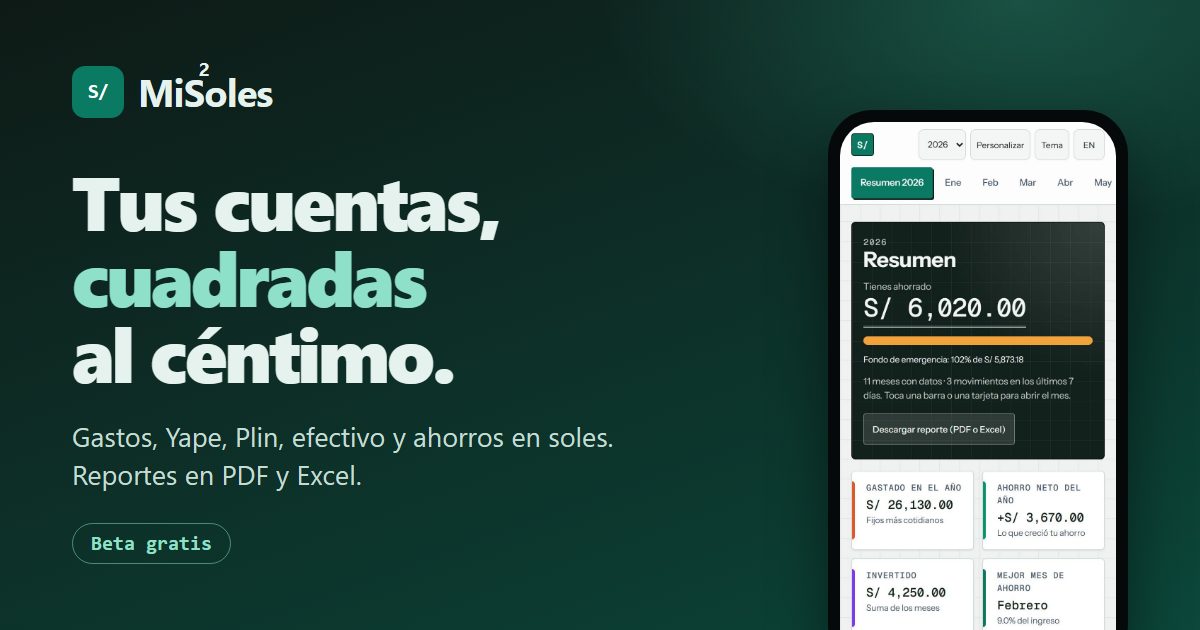 S/
MiSoles
2
Tus cuentas,
cuadradas
al céntimo.
Gastos, Yape, Plin, efectivo y ahorros en soles.
Reportes en PDF y Excel.
Beta gratis
S/
2026
Personalizar
Tema
EN
Resumen 2026
Ene
Feb
Mar
Abr
May
2026
Resumen
Tienes ahorrado
S/ 6,020.00
Fondo de emergencia: 102% de S/ 5,873.18
11 meses con datos · 3 movimientos en los últimos 7
días. Toca una barra o una tarjeta para abrir el mes.
Descargar reporte (PDF o Excel)
GASTADO EN EL AÑO
S/ 26,130.00
Fijos más cotidianos
AHORRO NETO DEL
AÑO
+S/ 3,670.00
Lo que creció tu ahorro
INVERTIDO
S/ 4,250.00
Suma de los meses
MEJOR MES DE
AHORRO
Febrero
9.0% del ingreso